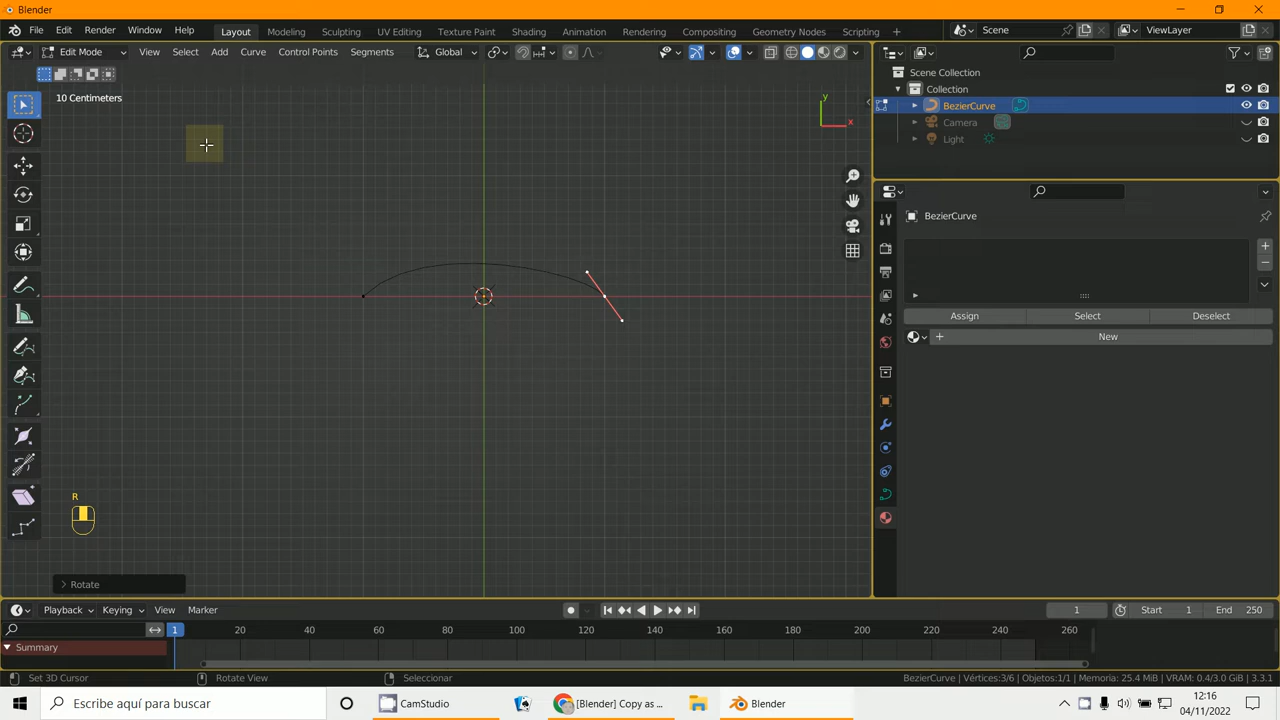 Blender
File Edit Render Window Help
Layout Modeling Sculpting UV Editing Texture Paint Shading Animation Rendering Compositing Geometry Nodes Scripting
Scene
ViewLayer
Edit Mode View Select Add Curve Control Points Segments
Global
10 Centimeters
y
x
R
Rotate
Scene Collection
Collection
BezierCurve
Camera
Light
BezierCurve
Assign Select Deselect
New
Playback Keying View Marker
1 Start 1 End 250
1 20 40 60 80 100 120 140 160 180 200 220 240 260
Summary
Set 3D Cursor Rotate View Seleccionar
BezierCurve | Vértices:3/6 | Objetos:1/1 | Memoria: 25.4 MiB | VRAM: 0.4/3.0 GiB | 3.3.1
Escribe aquí para buscar
CamStudio
[Blender] Copy as ...
Blender
12:16
04/11/2022